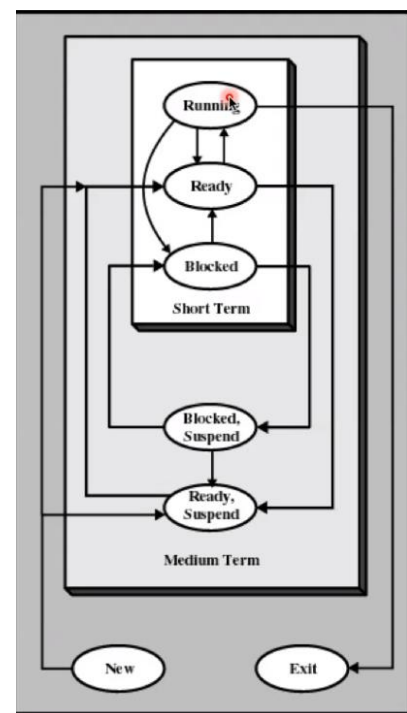 Running
Ready
Blocked
Short Term
Blocked,
Suspend
Ready,
Suspend
Medium Term
New
Exit